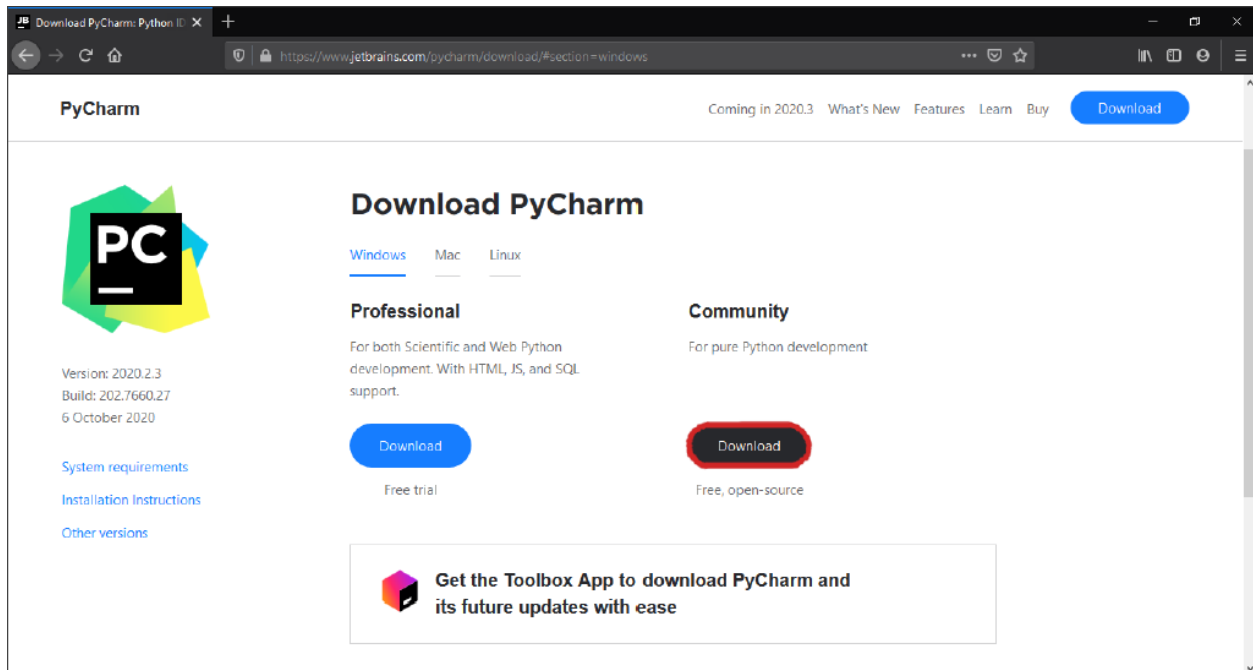 JB Download PyCharm: Python ID
https://www.jetbrains.com/pycharm/download/#section=windows
PyCharm
Coming in 2020.3 What's New Features Learn Buy Download
Download PyCharm
PC
Windows Mac Linux
Professional
Community
For both Scientific and Web Python
development. With HTML, JS, and SQL
support.
For pure Python development
Version: 2020.2.3
Build: 202.7660.27
6 October 2020
Download
Download
System requirements
Free trial
Free, open-source
Installation Instructions
Other versions
Get the Toolbox App to download PyCharm and
its future updates with ease